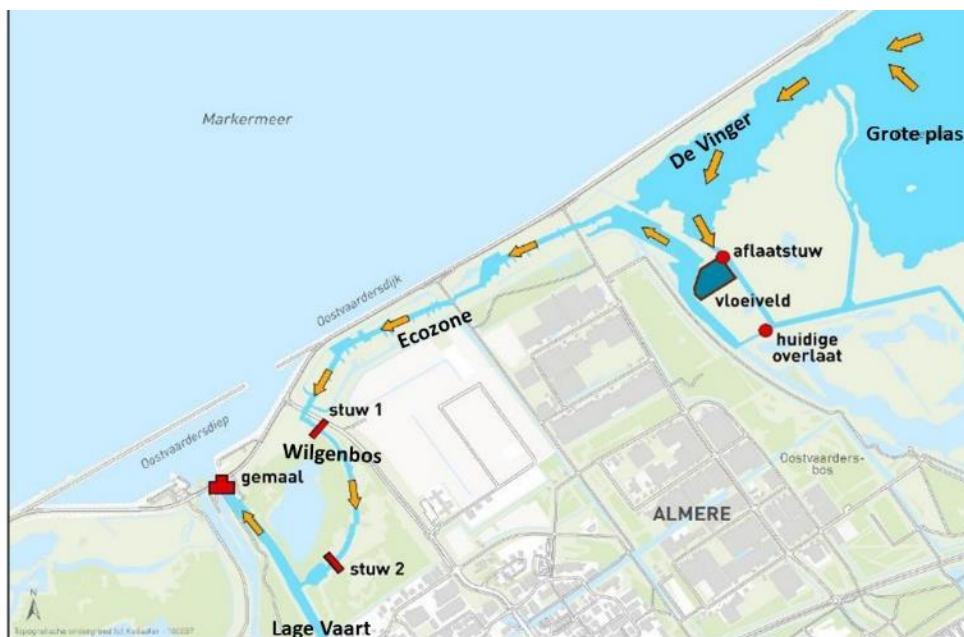 Markermeer
De Vinger
Grote plas
aflaatstuw
vloeiveld
huidige
overlaat
Oostvaardersdijk
Ecozone
stuw 1
Wilgenbos
Oostvaardersdiep
gemaal
Oostvaarders-
bos
ALMERE
stuw 2
N
Lage Vaart